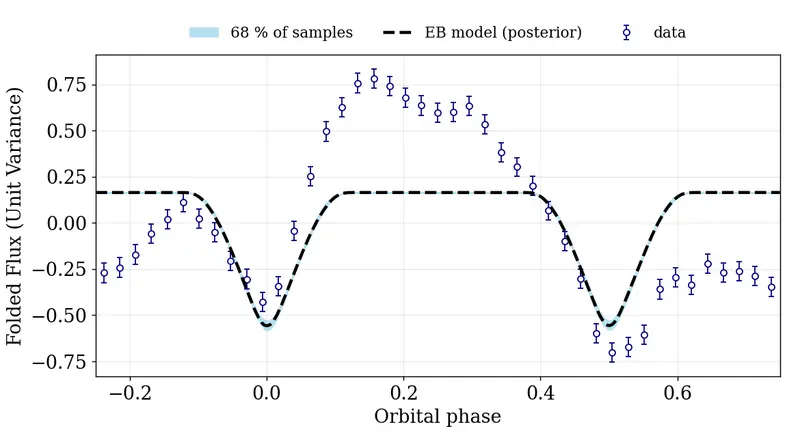 68 % of samples
EB model (posterior)
data
Folded Flux (Unit Variance)
0.75
0.50
0.25
0.00
−0.25
−0.50
−0.75
−0.2
0.0
0.2
0.4
0.6
Orbital phase